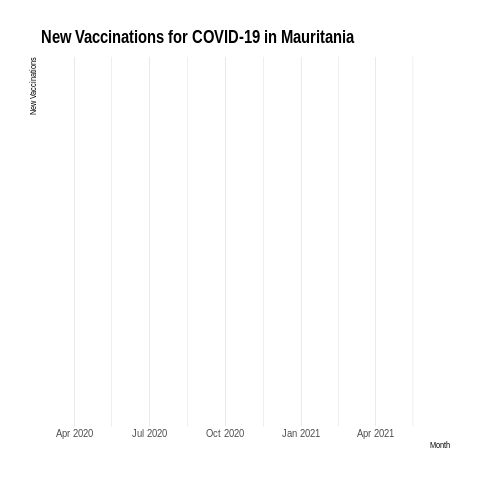 New Vaccinations for COVID-19 in Mauritania
New Vaccinations
Apr 2020 Jul 2020 Oct 2020 Jan 2021 Apr 2021
Month